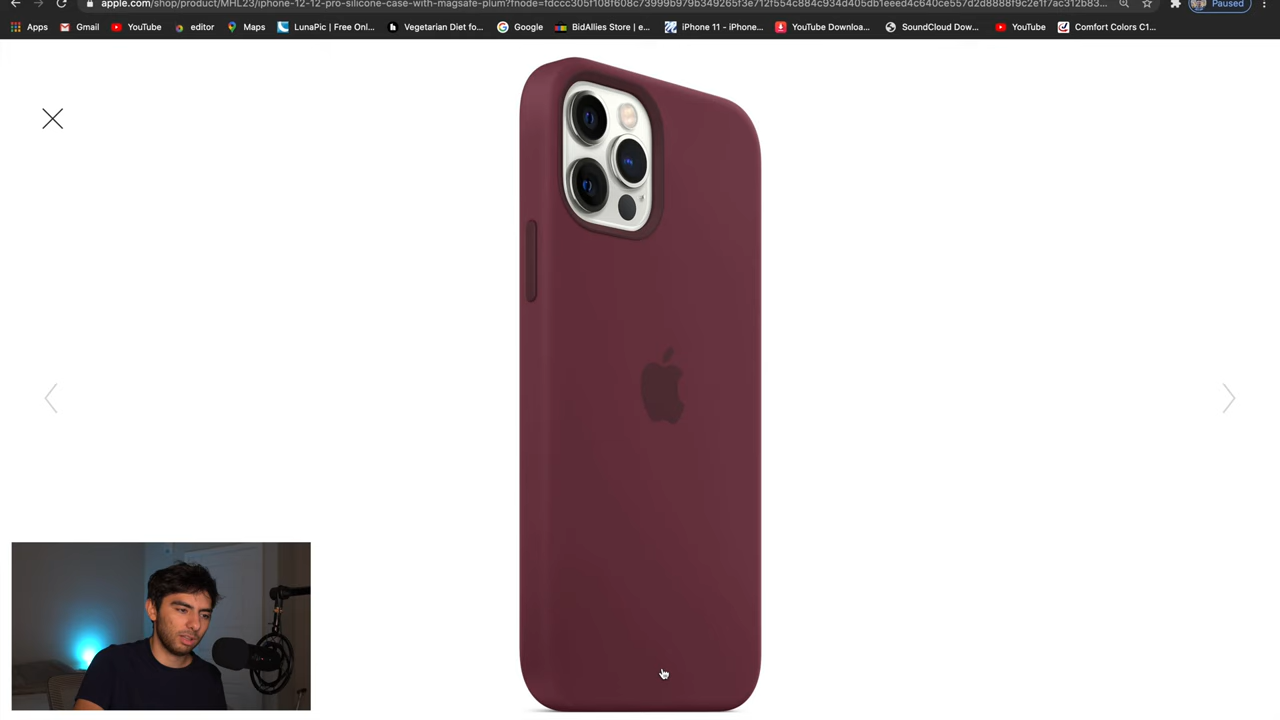 apple.com/shop/product/MHL23/iphone-12-12-pro-silicone-case-with-magsafe-plum?fnode=fdccc305f108f608c73999b979b349265f3e712f554c884c934d405db1eeed4c640ce557d2d8888f9c2e1f7ac312b83... Paused
Apps Gmail YouTube editor Maps LunaPic | Free Onl... Vegetarian Diet fo... Google BidAllies Store | e... iPhone 11 - iPhone... YouTube Downloa... SoundCloud Dow... YouTube Comfort Colors C1...